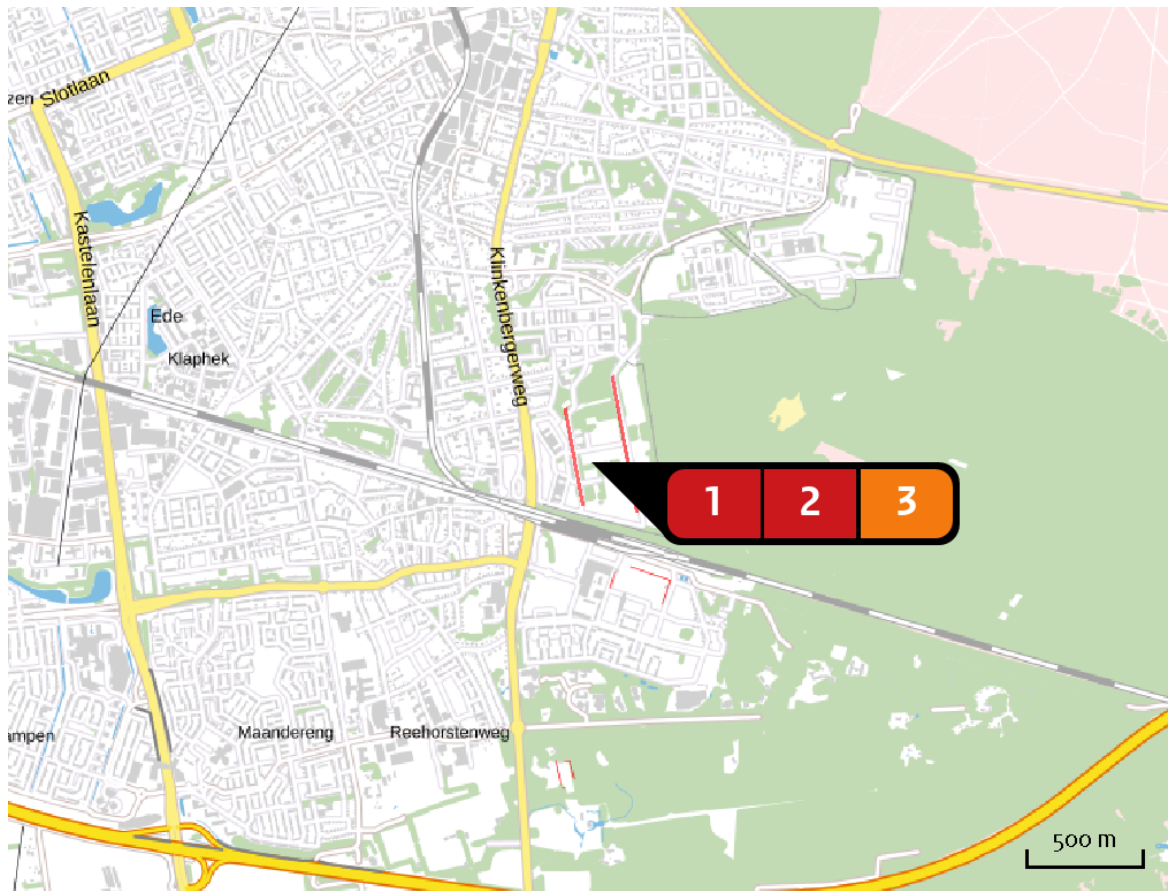 zen
Slotlaan
Kastelenlaan
Klinkenbergerweg
Ede
Klaphek
1 2 3
ampen
Maandereng
Reehorstenweg
500 m